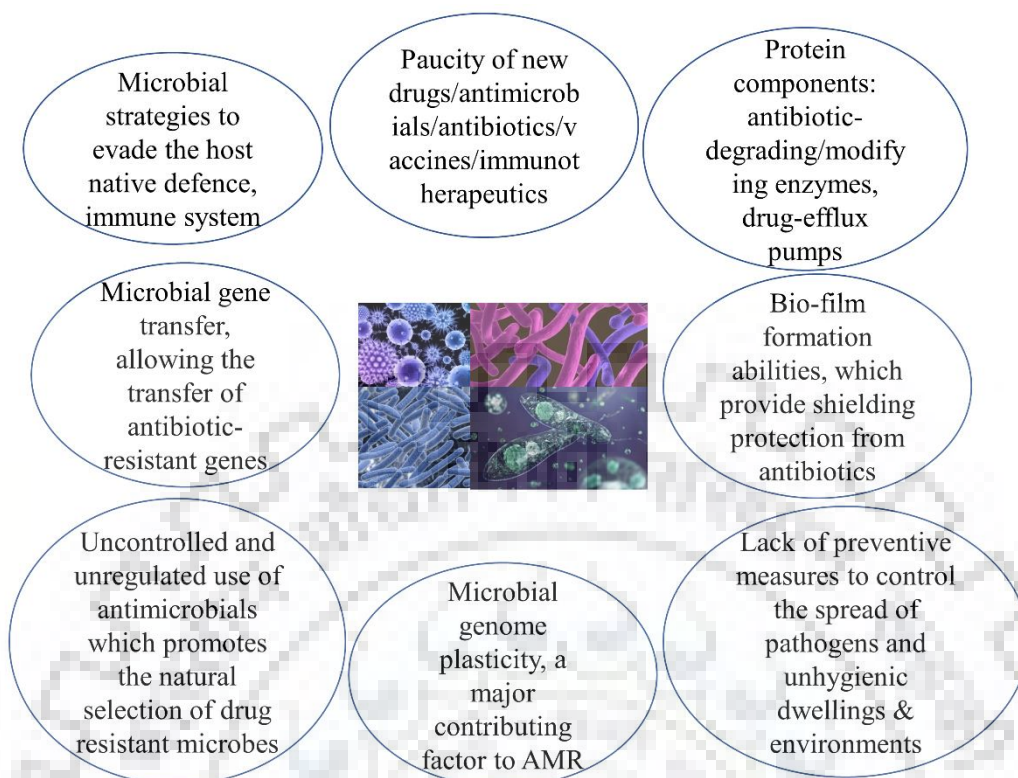 Microbial
strategies to
evade the host
native defence,
immune system
Paucity of new
drugs/antimicrob
ials/antibiotics/v
accines/immunot
herapeutics
Protein
components:
antibiotic-
degrading/modify
ing enzymes,
drug-efflux
pumps
Microbial gene
transfer,
allowing the
transfer of
antibiotic-
resistant genes
Bio-film
formation
abilities, which
provide shielding
protection from
antibiotics
Uncontrolled and
unregulated use of
antimicrobials
which promotes
the natural
selection of drug
resistant microbes
Microbial
genome
plasticity, a
major
contributing
factor to AMR
Lack of preventive
measures to control
the spread of
pathogens and
unhygienic
dwellings &
environments